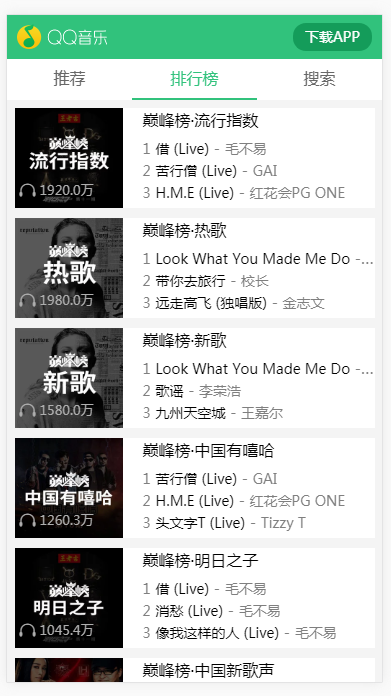 QQ音乐
下载APP
推荐
排行榜
搜索
巅峰榜
流行指数
1920.0万
巅峰榜·流行指数
1 借 (Live) - 毛不易
2 苦行僧 (Live) - GAI
3 H.M.E (Live) - 红花会PG ONE
巅峰榜
热歌
1980.0万
巅峰榜·热歌
1 Look What You Made Me Do -...
2 带你去旅行 - 校长
3 远走高飞 (独唱版) - 金志文
巅峰榜
新歌
1580.0万
巅峰榜·新歌
1 Look What You Made Me Do -...
2 歌谣 - 李荣浩
3 九州天空城 - 王嘉尔
巅峰榜
中国有嘻哈
1260.3万
巅峰榜·中国有嘻哈
1 苦行僧 (Live) - GAI
2 H.M.E (Live) - 红花会PG ONE
3 头文字T (Live) - Tizzy T
巅峰榜
明日之子
1045.4万
巅峰榜·明日之子
1 借 (Live) - 毛不易
2 消愁 (Live) - 毛不易
3 像我这样的人 (Live) - 毛不易
巅峰榜·中国新歌声